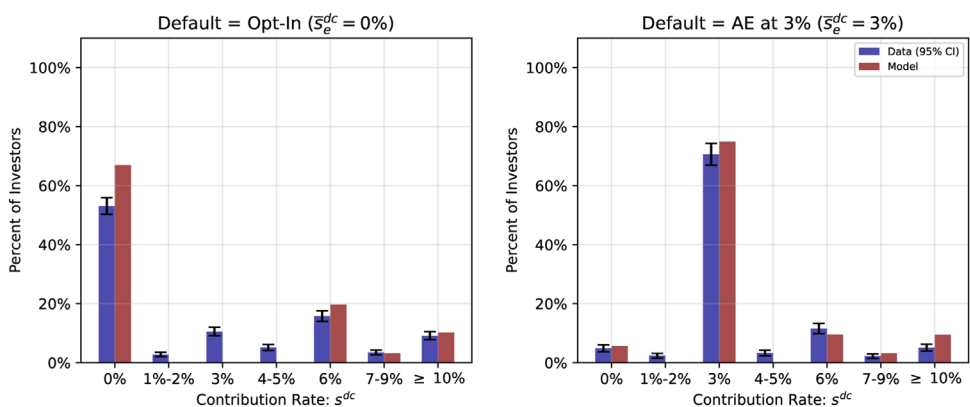 Default = Opt-In (s̅ₑᵈᶜ = 0%)
Percent of Investors
100%
80%
60%
40%
20%
0%
0% 1%-2% 3% 4-5% 6% 7-9% ≥ 10%
Contribution Rate: sᵈᶜ
Default = AE at 3% (s̅ₑᵈᶜ = 3%)
Data (95% CI)
Model
Percent of Investors
100%
80%
60%
40%
20%
0%
0% 1%-2% 3% 4-5% 6% 7-9% ≥ 10%
Contribution Rate: sᵈᶜ